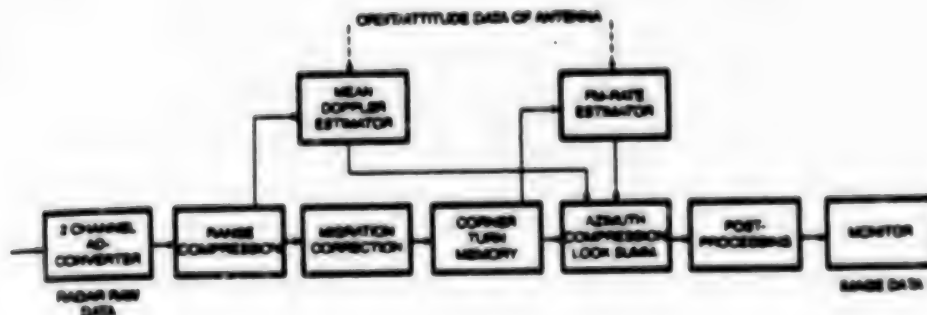 ORBIT/ATTITUDE DATA OF ANTENNA
MEAN
DOPPLER
ESTIMATOR
FM-RATE
ESTIMATOR
2 CHANNEL
AD-
CONVERTER
RANGE
COMPRESSION
MIGRATION
CORRECTION
CORNER
TURN
MEMORY
AZIMUTH
COMPRESSION
LOOK SUMM.
POST-
PROCESSING
MONITOR
RADAR RAW
DATA
IMAGE DATA